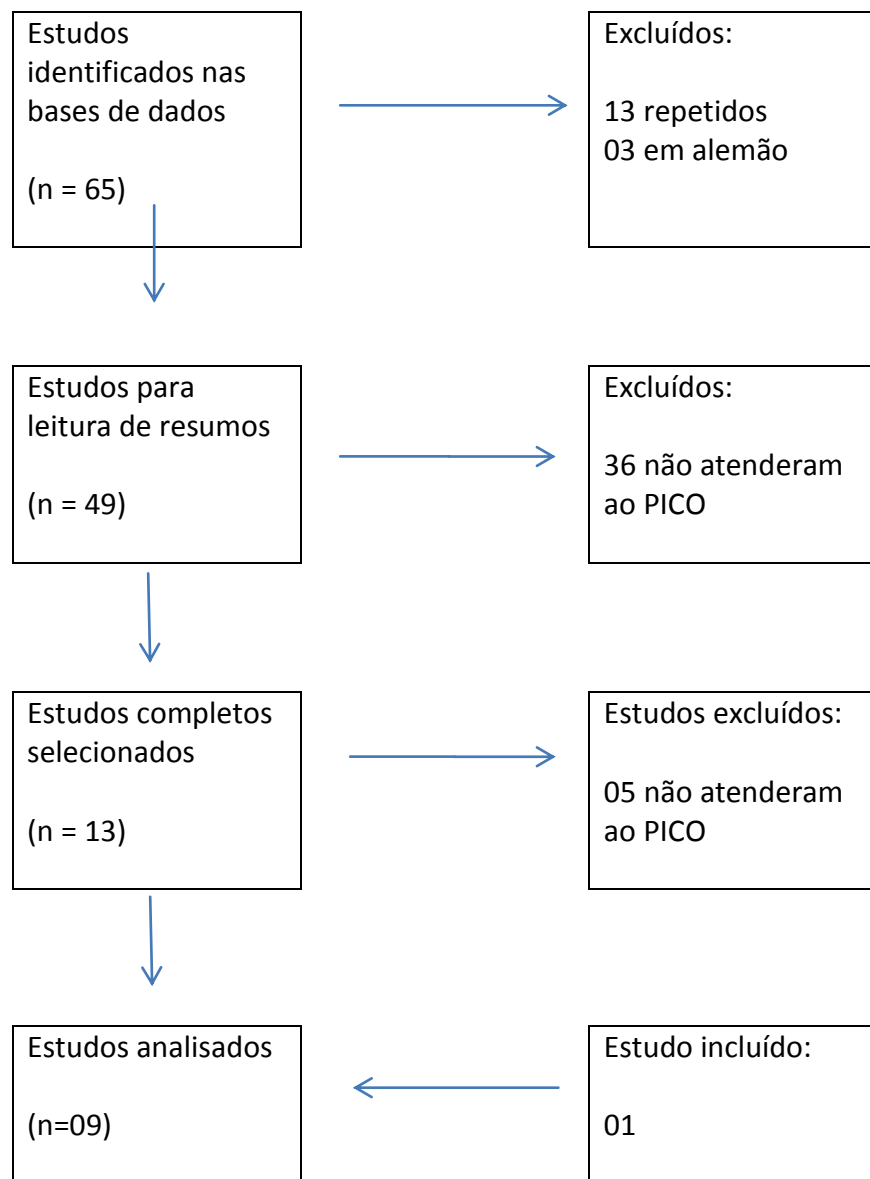 Estudos
identificados nas
bases de dados
(n = 65)
Excluídos:
13 repetidos
03 em alemão
Estudos para
leitura de resumos
(n = 49)
Excluídos:
36 não atenderam
ao PICO
Estudos completos
selecionados
(n = 13)
Estudos excluídos:
05 não atenderam
ao PICO
Estudos analisados
(n=09)
Estudo incluído:
01